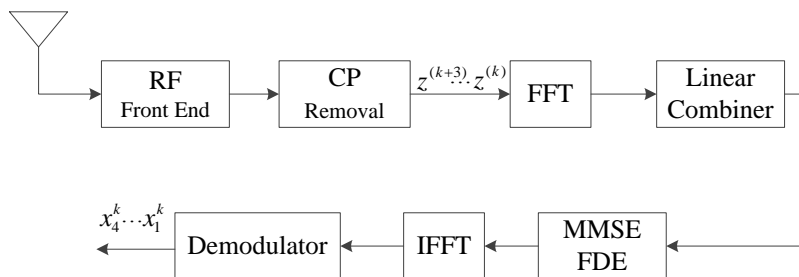 RF
Front End
CP
Removal
z^{(k+3)}...z^{(k)}
FFT
Linear
Combiner
x_4^k...x_1^k
Demodulator
IFFT
MMSE
FDE